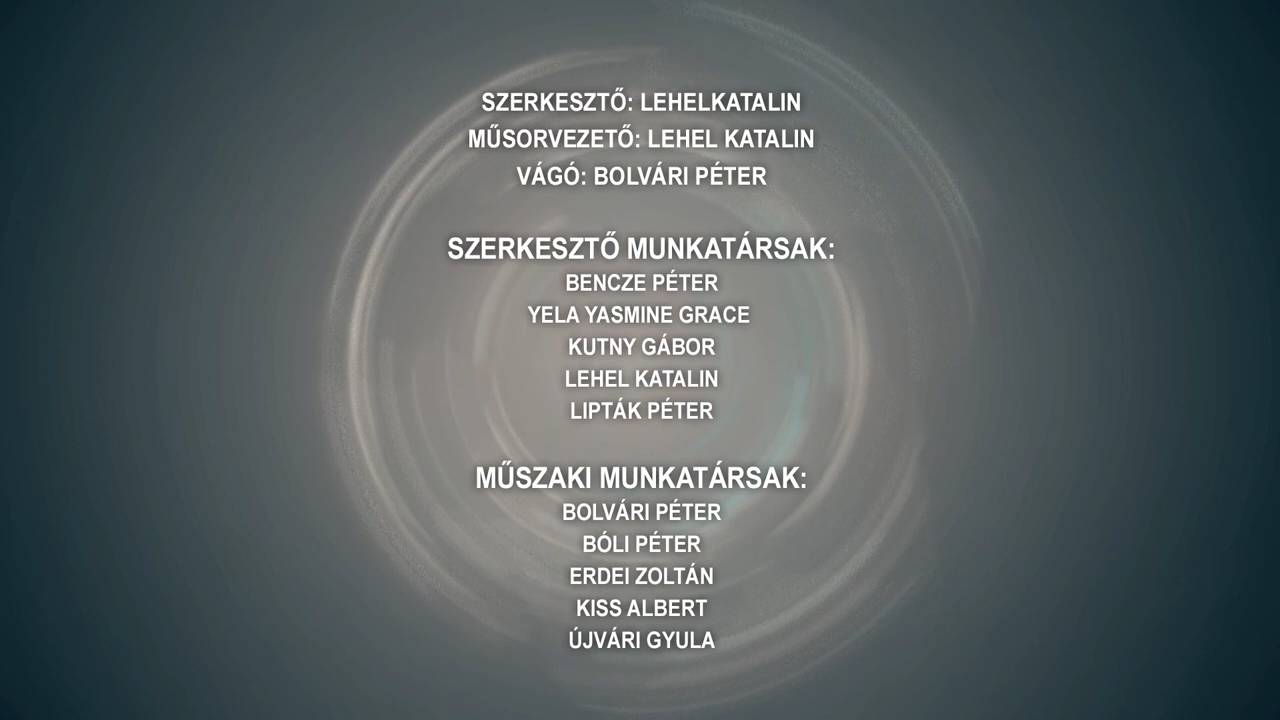 SZERKESZTŐ: LEHELKATALIN
MŰSORVEZETŐ: LEHEL KATALIN
VÁGÓ: BOLVÁRI PÉTER
SZERKESZTŐ MUNKATÁRSAK:
BENCZE PÉTER
YELA YASMINE GRACE
KUTNY GÁBOR
LEHEL KATALIN
LIPTÁK PÉTER
MŰSZAKI MUNKATÁRSAK:
BOLVÁRI PÉTER
BÓLI PÉTER
ERDEI ZOLTÁN
KISS ALBERT
ÚJVÁRI GYULA